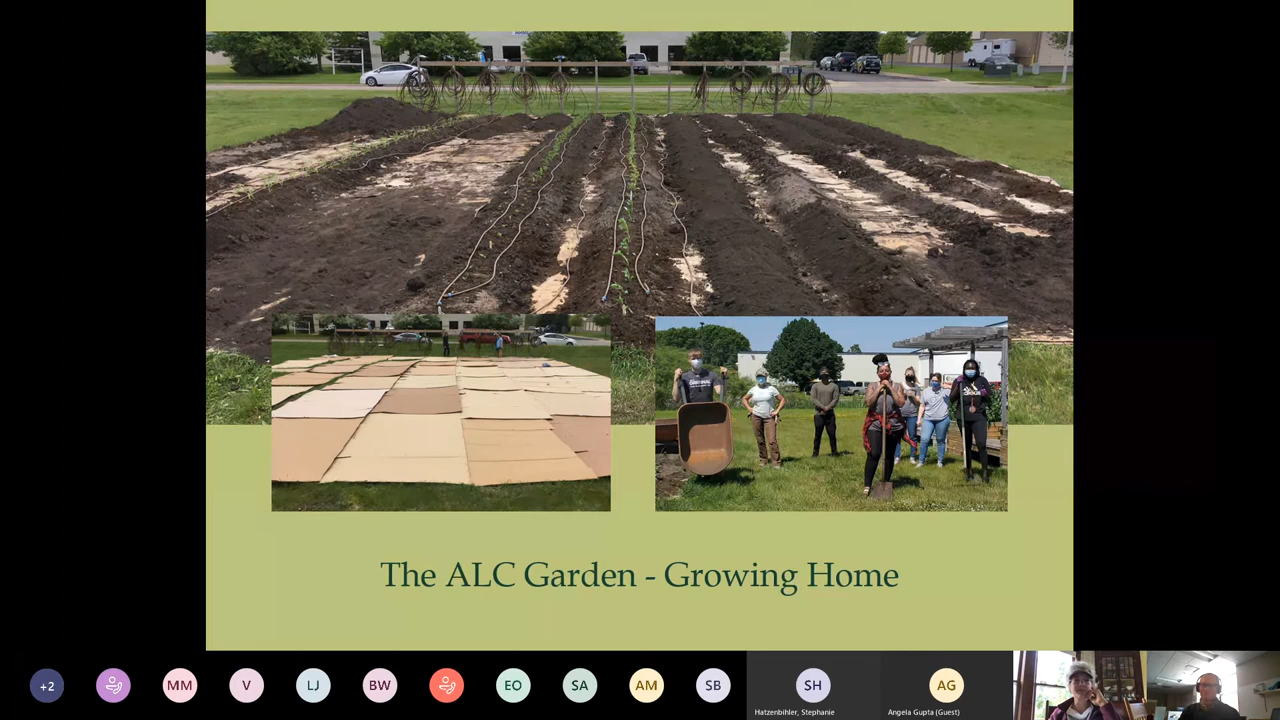 The ALC Garden - Growing Home
+2
MM
V
LJ
BW
EO
SA
AM
SB
SH
AG
Hatzenbihler, Stephanie
Angela Gupta (Guest)